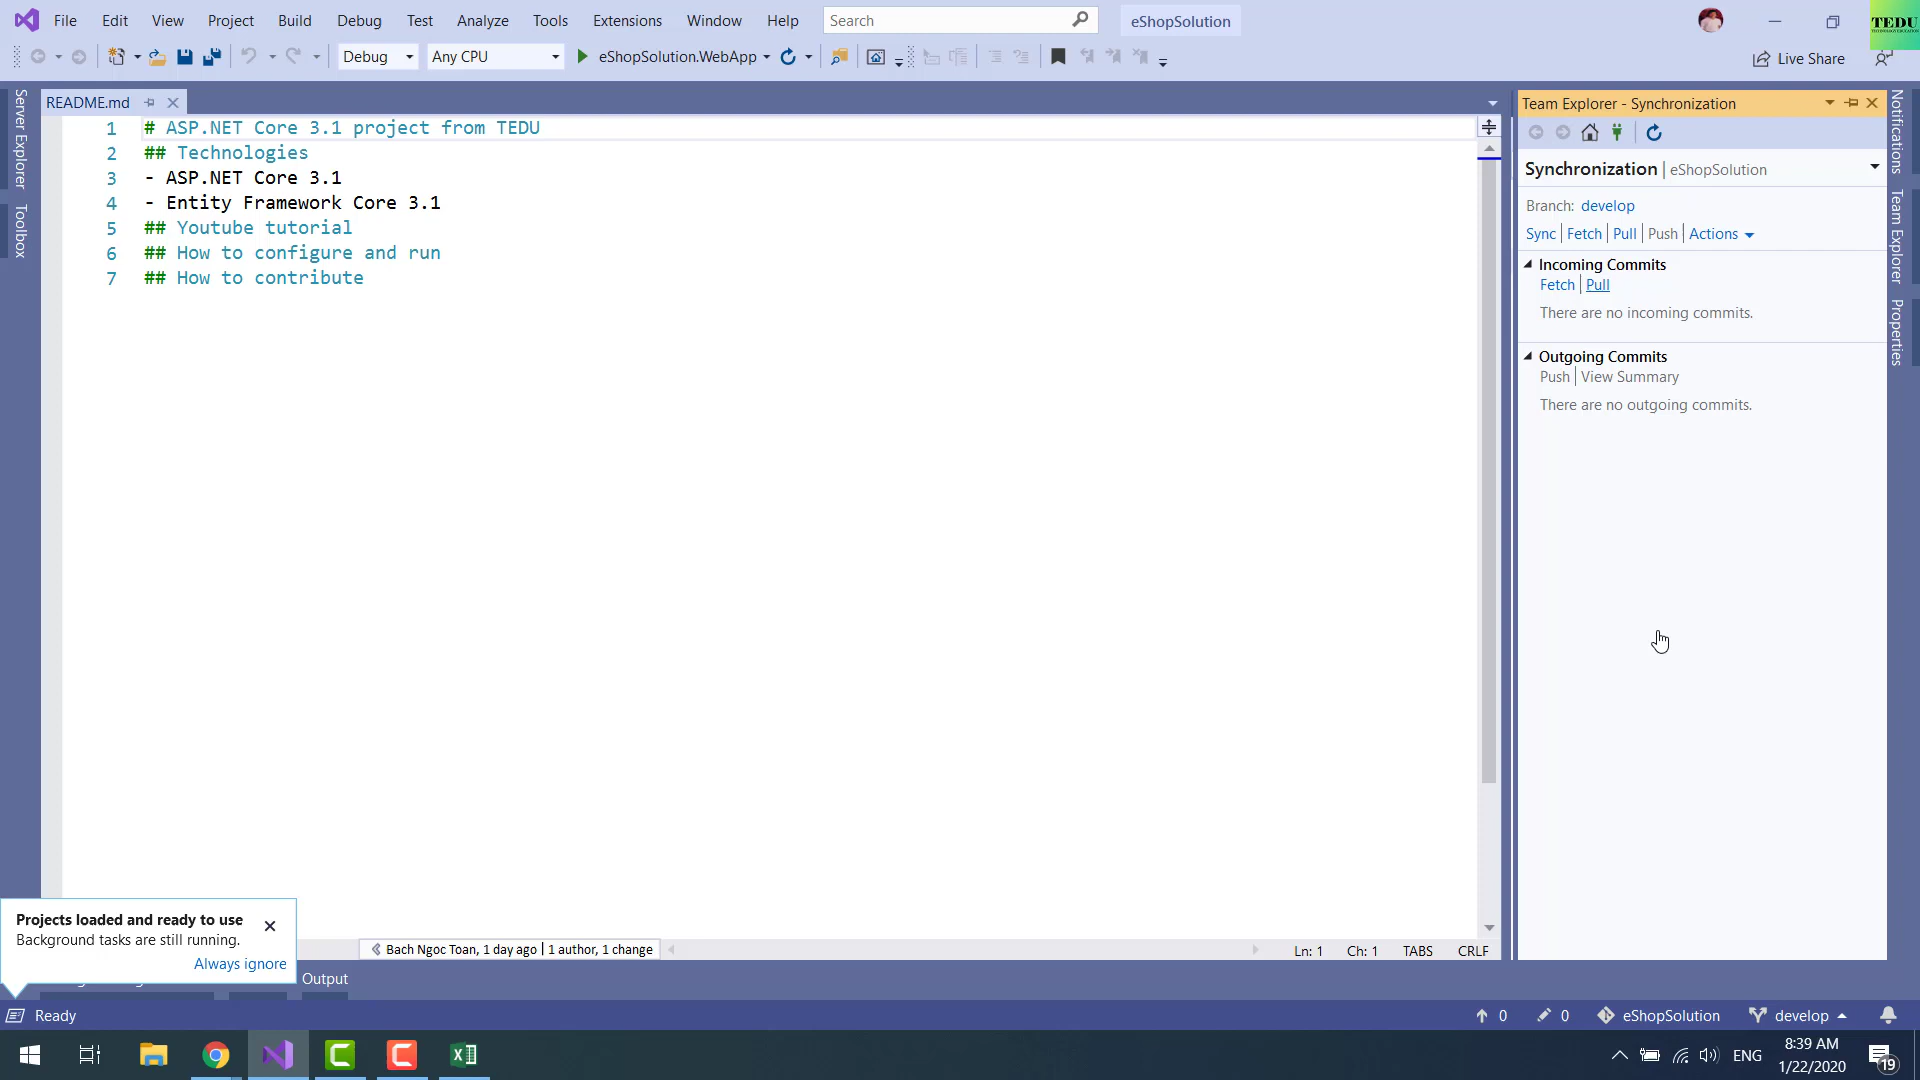 File Edit View Project Build Debug Test Analyze Tools Extensions Window Help Search eShopSolution
TEDU
Debug Any CPU eShopSolution.WebApp Live Share
Server Explorer
Toolbox
README.md
1 # ASP.NET Core 3.1 project from TEDU
2 ## Technologies
3 - ASP.NET Core 3.1
4 - Entity Framework Core 3.1
5 ## Youtube tutorial
6 ## How to configure and run
7 ## How to contribute
Team Explorer - Synchronization
Synchronization | eShopSolution
Branch: develop
Sync | Fetch | Pull | Push | Actions
Incoming Commits
Fetch | Pull
There are no incoming commits.
Outgoing Commits
Push | View Summary
There are no outgoing commits.
Notifications
Team Explorer
Properties
Projects loaded and ready to use
Background tasks are still running.
Always ignore
Bach Ngoc Toan, 1 day ago | 1 author, 1 change
Ln: 1 Ch: 1 TABS CRLF
Output
Ready 0 0 eShopSolution develop
ENG
8:39 AM
1/22/2020
19